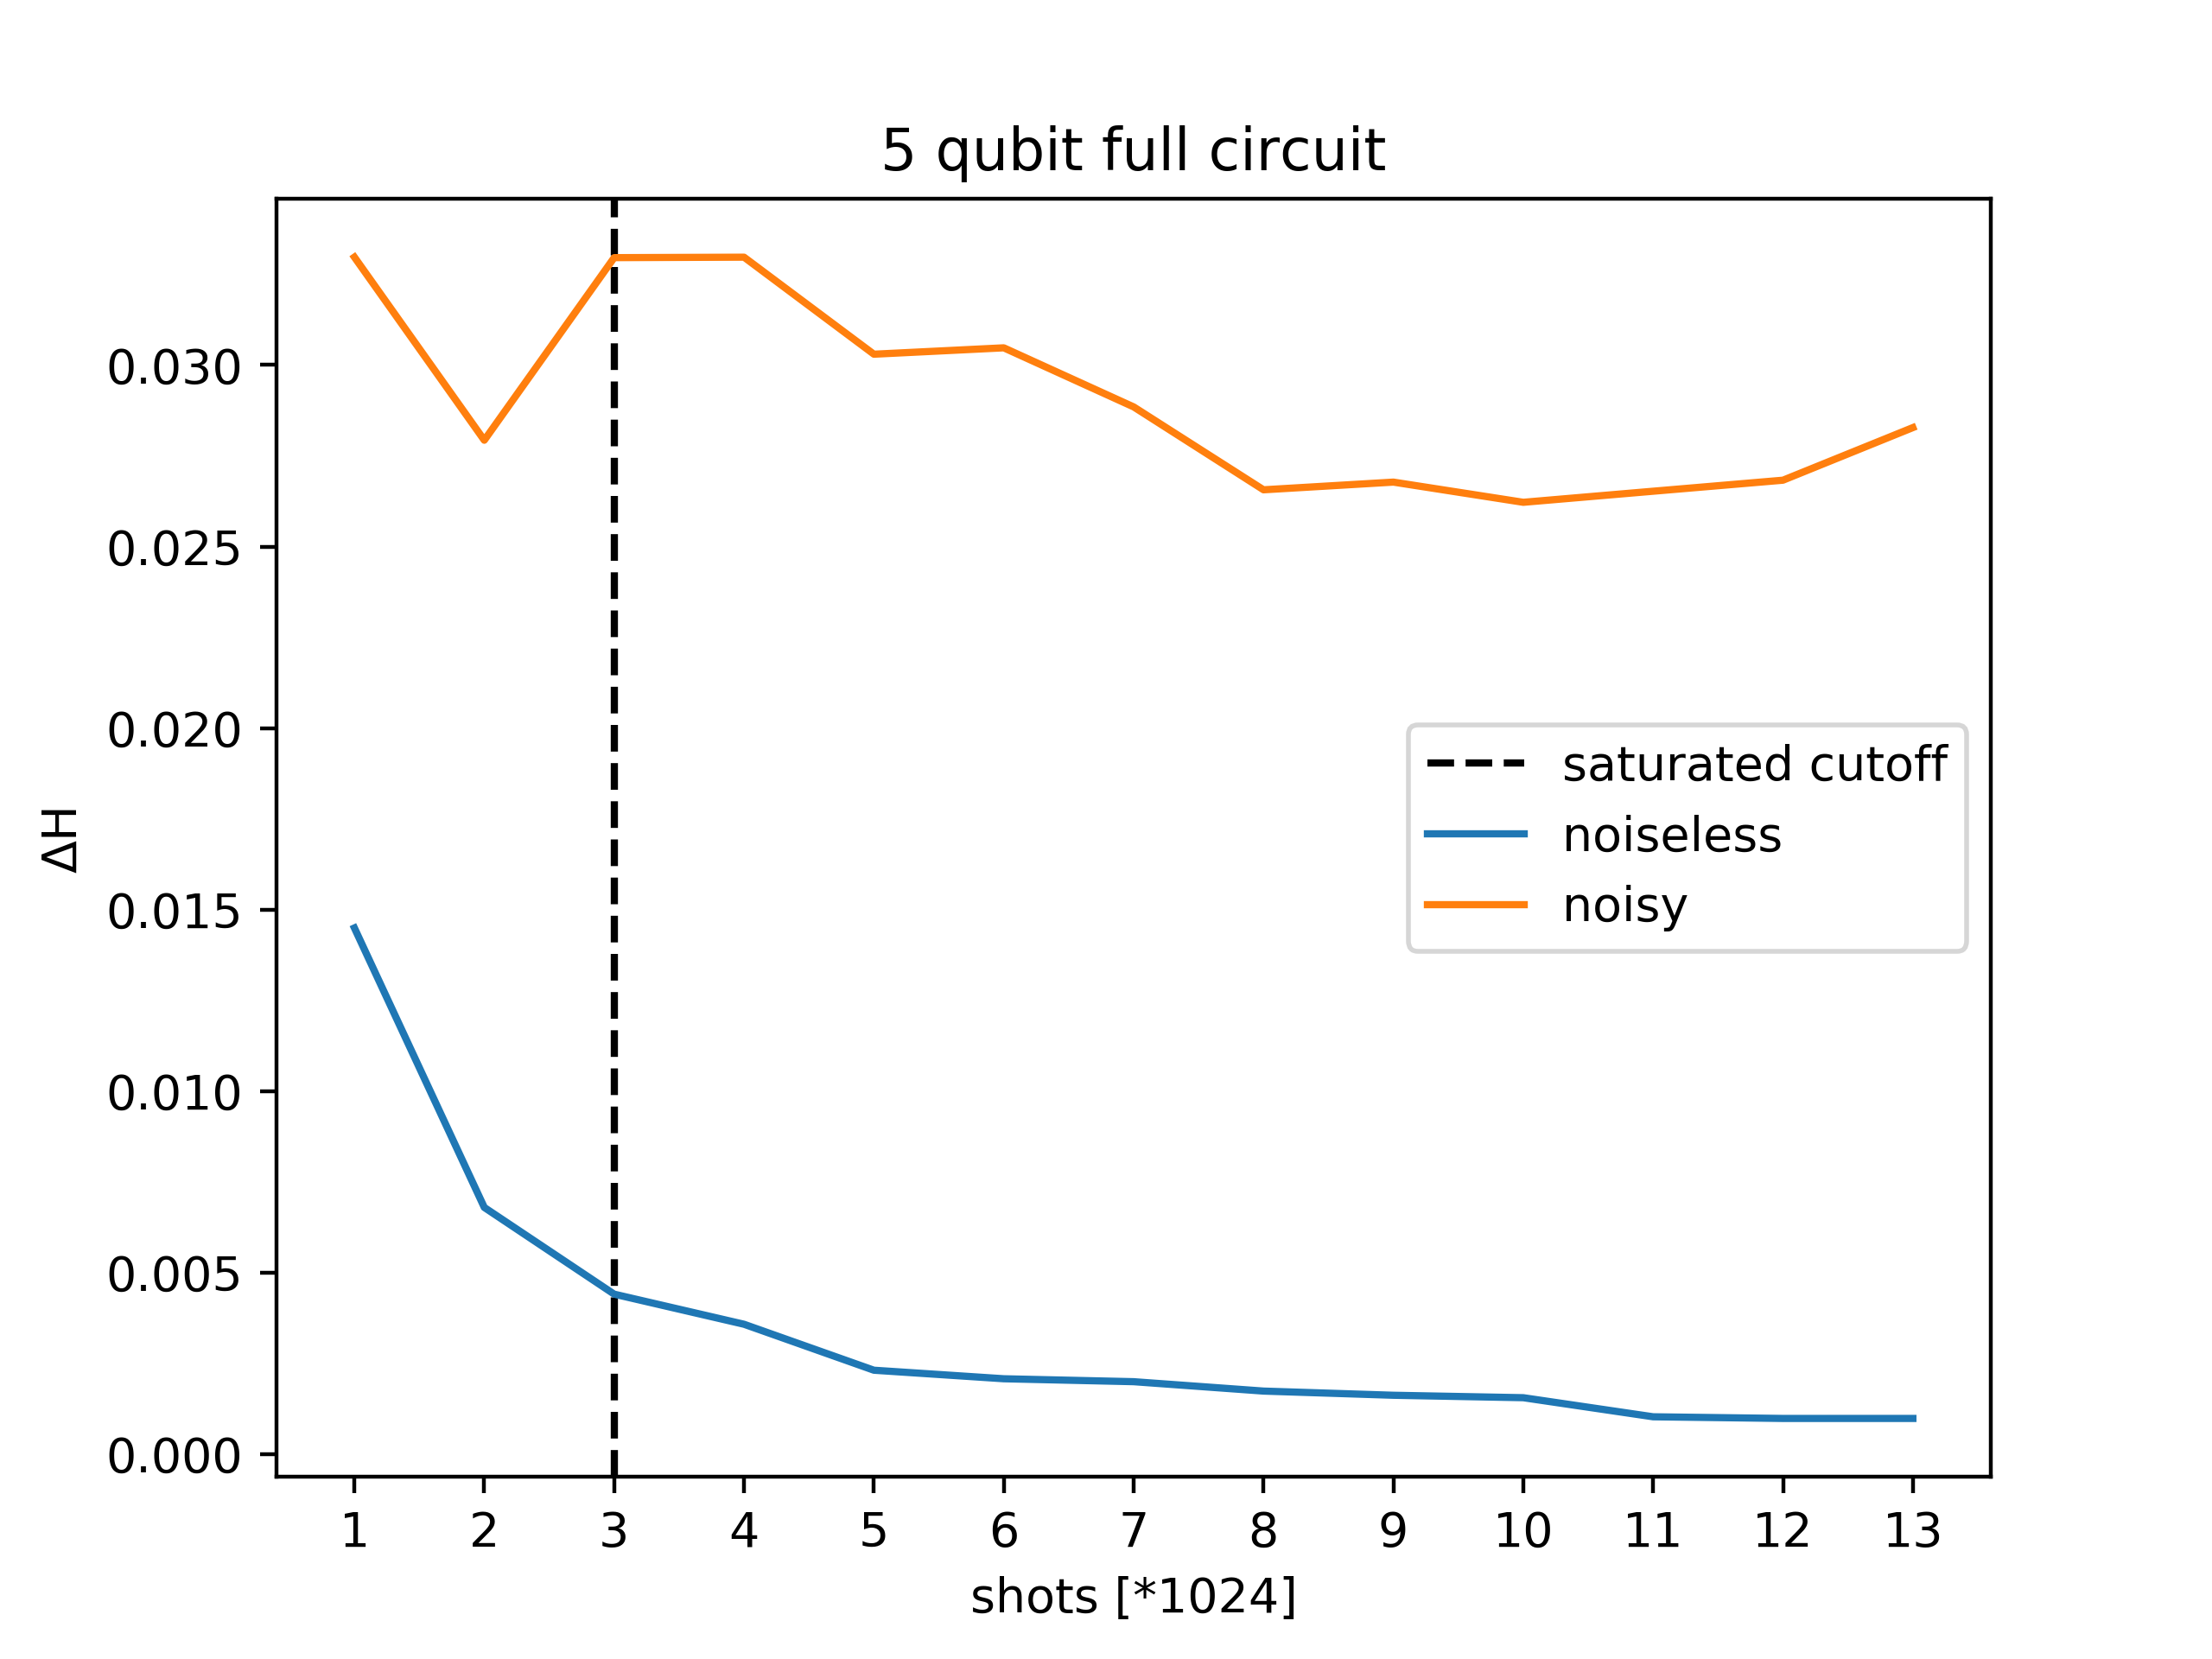 5 qubit full circuit
0.030
0.025
0.020
0.015
0.010
0.005
0.000
ΔH
saturated cutoff
noiseless
noisy
1 2 3 4 5 6 7 8 9 10 11 12 13
shots [*1024]